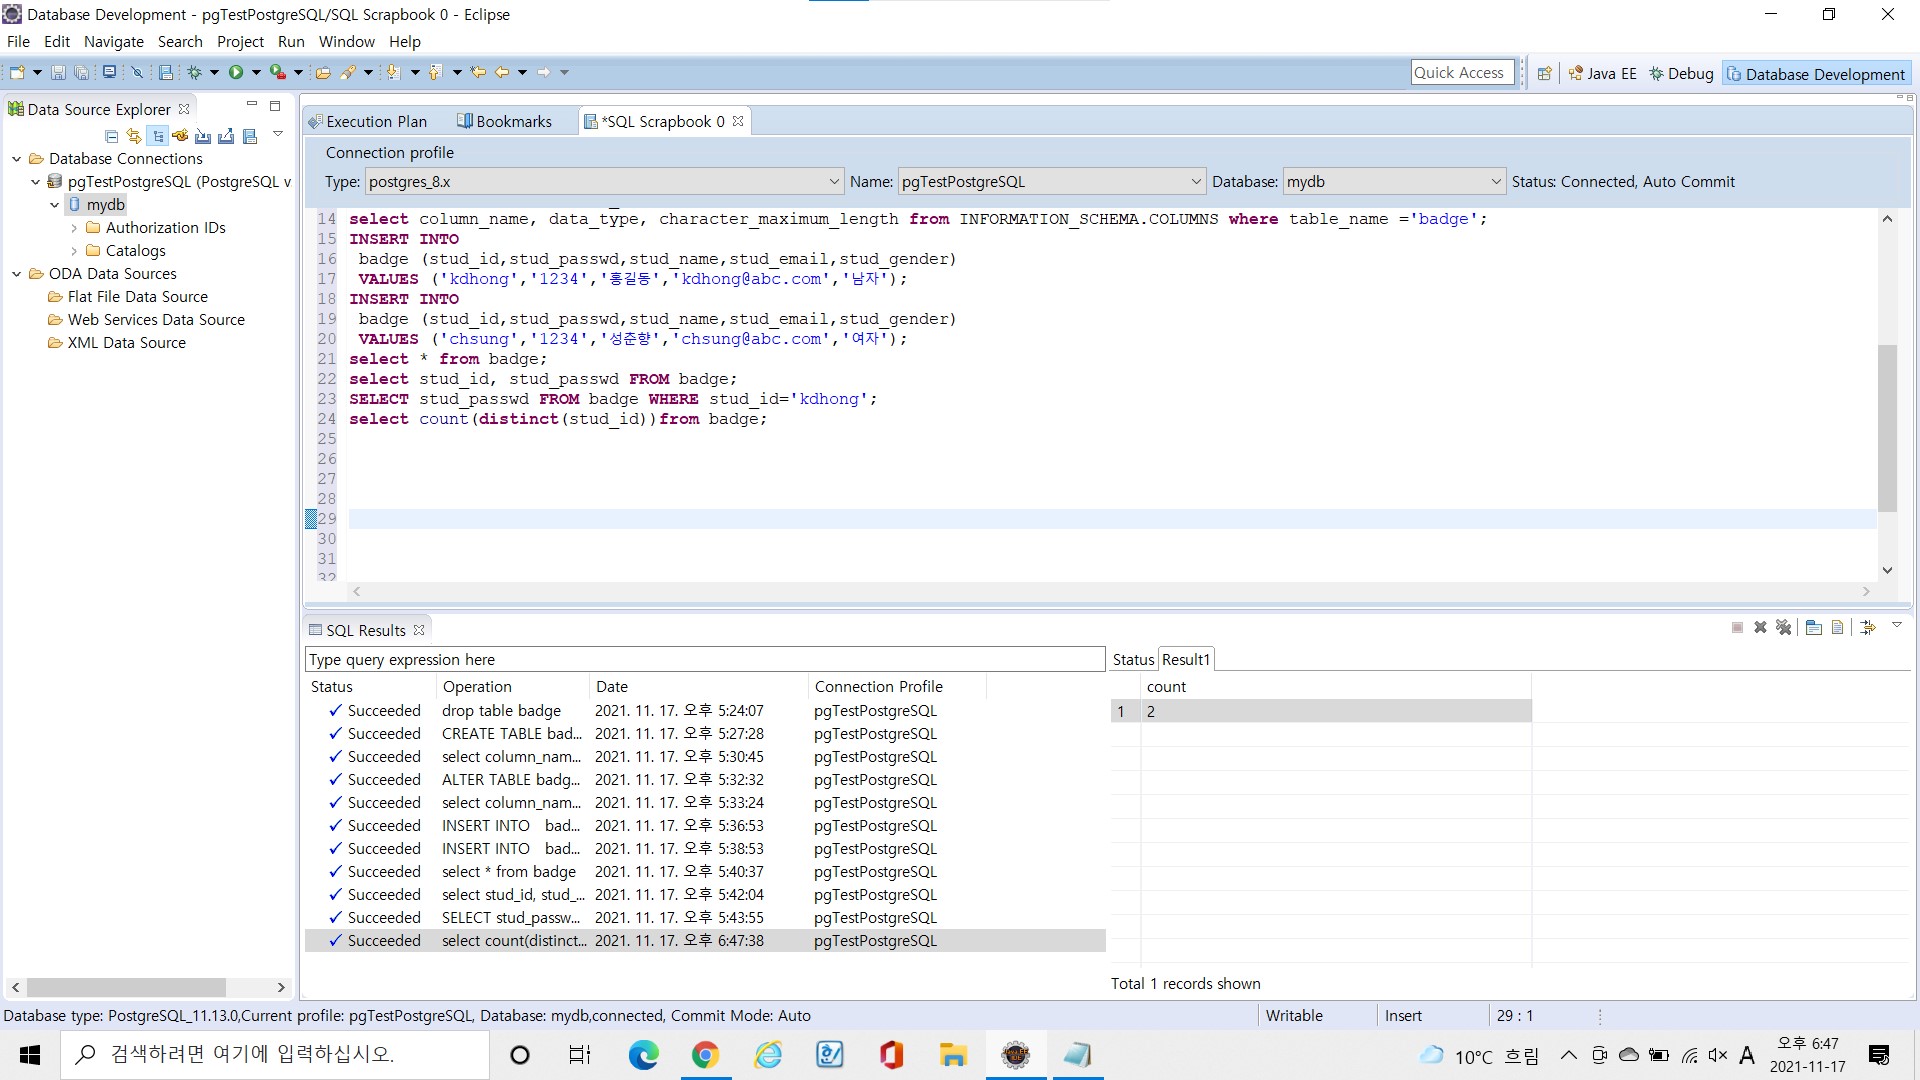 Database Development - pgTestPostgreSQL/SQL Scrapbook 0 - Eclipse
File Edit Navigate Search Project Run Window Help
Quick Access Java EE Debug Database Development
Data Source Explorer
Database Connections
pgTestPostgreSQL (PostgreSQL v
mydb
Authorization IDs
Catalogs
ODA Data Sources
Flat File Data Source
Web Services Data Source
XML Data Source
Execution Plan Bookmarks *SQL Scrapbook 0
Connection profile
Type: postgres_8.x Name: pgTestPostgreSQL Database: mydb Status: Connected, Auto Commit
14 select column_name, data_type, character_maximum_length from INFORMATION_SCHEMA.COLUMNS where table_name ='badge';
15 INSERT INTO
16 badge (stud_id,stud_passwd,stud_name,stud_email,stud_gender)
17 VALUES ('kdhong','1234','홍길동','kdhong@abc.com','남자');
18 INSERT INTO
19 badge (stud_id,stud_passwd,stud_name,stud_email,stud_gender)
20 VALUES ('chsung','1234','성준향','chsung@abc.com','여자');
21 select * from badge;
22 select stud_id, stud_passwd FROM badge;
23 SELECT stud_passwd FROM badge WHERE stud_id='kdhong';
24 select count(distinct(stud_id))from badge;
25
26
27
28
29
30
31
32
SQL Results
Type query expression here
Status Operation Date Connection Profile
Succeeded drop table badge 2021. 11. 17. 오후 5:24:07 pgTestPostgreSQL
Succeeded CREATE TABLE bad... 2021. 11. 17. 오후 5:27:28 pgTestPostgreSQL
Succeeded select column_nam... 2021. 11. 17. 오후 5:30:45 pgTestPostgreSQL
Succeeded ALTER TABLE badg... 2021. 11. 17. 오후 5:32:32 pgTestPostgreSQL
Succeeded select column_nam... 2021. 11. 17. 오후 5:33:24 pgTestPostgreSQL
Succeeded INSERT INTO bad... 2021. 11. 17. 오후 5:36:53 pgTestPostgreSQL
Succeeded INSERT INTO bad... 2021. 11. 17. 오후 5:38:53 pgTestPostgreSQL
Succeeded select * from badge 2021. 11. 17. 오후 5:40:37 pgTestPostgreSQL
Succeeded select stud_id, stud_... 2021. 11. 17. 오후 5:42:04 pgTestPostgreSQL
Succeeded SELECT stud_passw... 2021. 11. 17. 오후 5:43:55 pgTestPostgreSQL
Succeeded select count(distinct... 2021. 11. 17. 오후 6:47:38 pgTestPostgreSQL
Status Result1
count
1 2
Total 1 records shown
Database type: PostgreSQL_11.13.0,Current profile: pgTestPostgreSQL, Database: mydb,connected, Commit Mode: Auto
Writable Insert 29 : 1
검색하려면 여기에 입력하십시오.
10°C 흐림 A 오후 6:47
2021-11-17